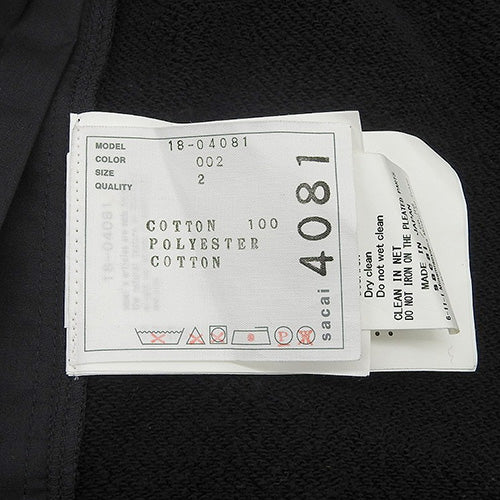 MODEL 18-04081
COLOR 002
SIZE 2
QUALITY
COTTON 100
POLYESTER
COTTON
sacai 4081
Dry clean
Do not wet clean
CLEAN IN NET
DO NOT IRON ON THE PLEATED
MADE IN JAPAN